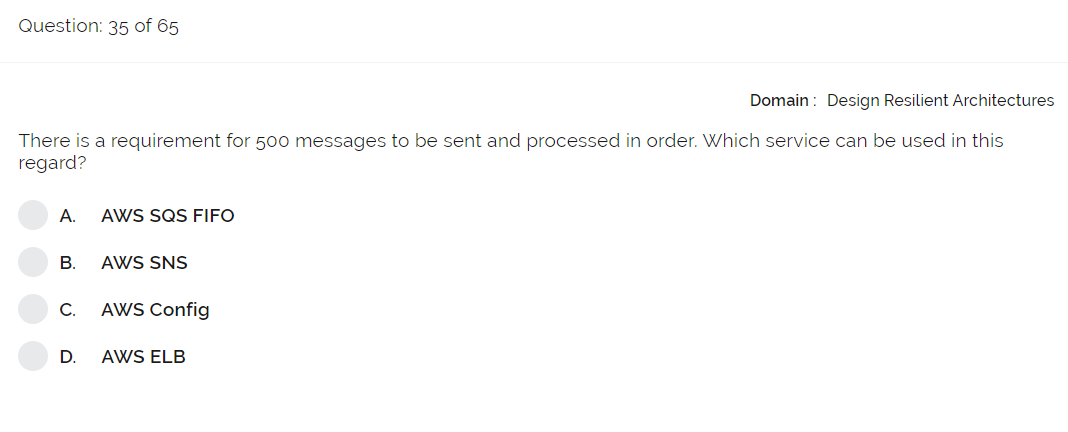 Question: 35 of 65
Domain : Design Resilient Architectures
There is a requirement for 500 messages to be sent and processed in order. Which service can be used in this
regard?
A. AWS SQS FIFO
B. AWS SNS
C. AWS Config
D. AWS ELB